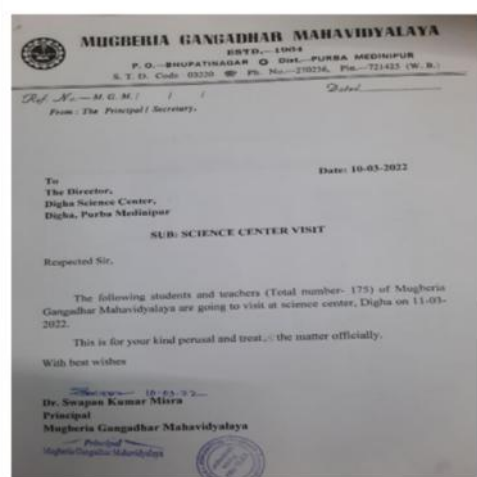 MUGBERIA GANGADHAR MAHAVIDYALAYA
ESTD.—1964
P. O.—BHUPATINAGAR Dist.—PURBA MEDINIPUR
S. T. D. Code 03220 Ph. No.—270236, Pin.—721425 (W. B.)
Ref. No.—M. G. M. / / /
Dated
From : The Principal / Secretary.
Date: 10-03-2022
To
The Director,
Digha Science Center,
Digha, Purba Medinipur
SUB: SCIENCE CENTER VISIT
Respected Sir,
The following students and teachers (Total number- 175) of Mugberia
Gangadhar Mahavidyalaya are going to visit at science center, Digha on 11-03-
2022.
This is for your kind perusal and treat the matter officially.
With best wishes
10-03-22
Dr. Swapan Kumar Misra
Principal
Mugberia Gangadhar Mahavidyalaya
Principal
Mugberia Gangadhar Mahavidyalaya